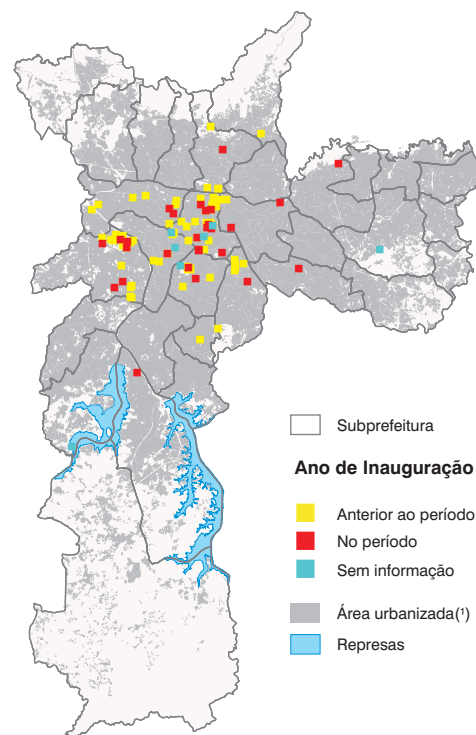 Subprefeitura
Ano de Inauguração
Anterior ao período
No período
Sem informação
Área urbanizada(¹)
Represas